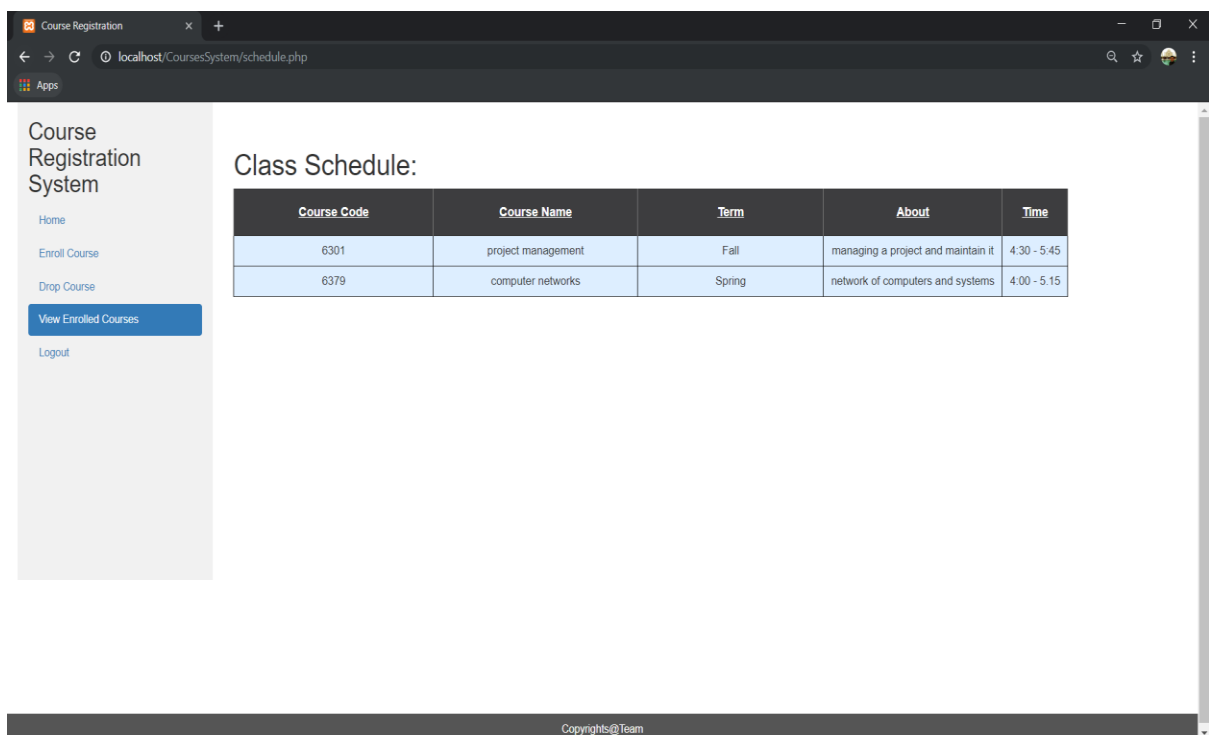 Course Registration
localhost/CoursesSystem/schedule.php
Apps
Course
Registration
System
Home
Enroll Course
Drop Course
View Enrolled Courses
Logout
Class Schedule:
Course Code Course Name Term About Time
6301 project management Fall managing a project and maintain it 4:30 - 5:45
6379 computer networks Spring network of computers and systems 4:00 - 5.15
Copyrights@Team